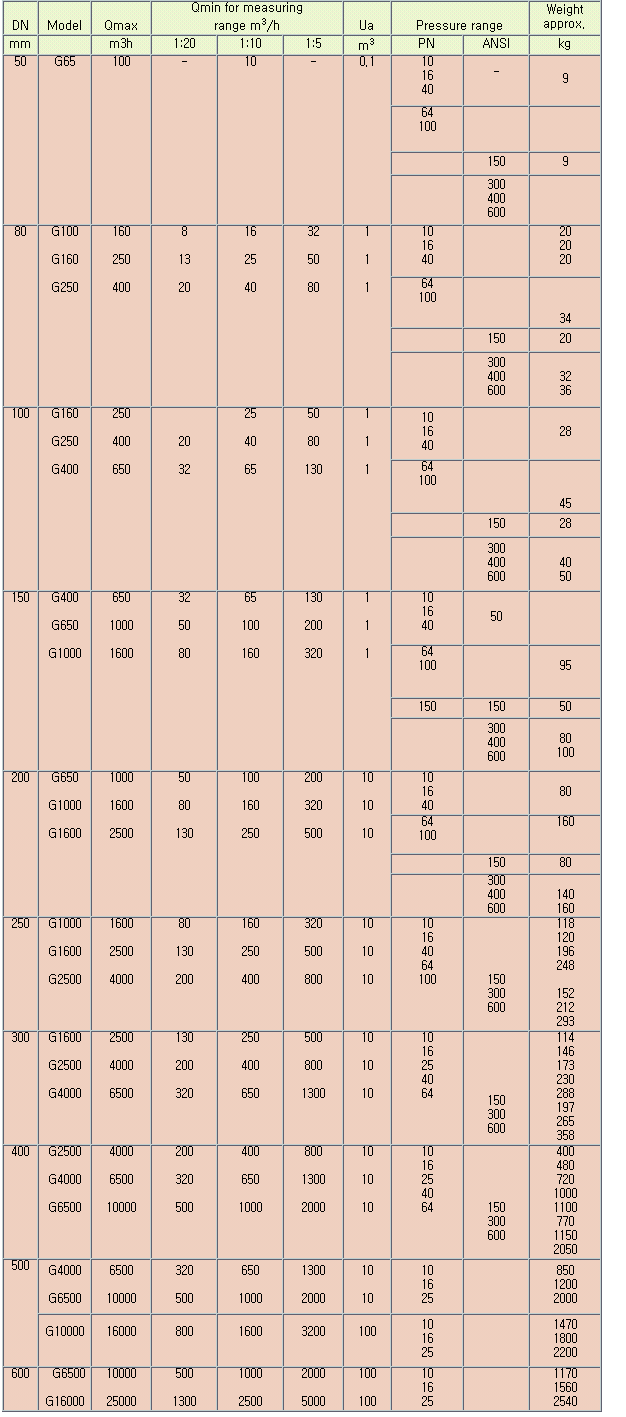 Qmin for measuring Weight
DN Model Qmax range m³/h Ua Pressure range approx.
mm m3h 1:20 1:10 1:5 m³ PN ANSI kg
50 G65 100 – 10 – 0.1 10
16 – 9
40
64
100
150 9
300
400
600
80 G100 160 8 16 32 1 10 20
16 20
G160 250 13 25 50 1 40 20
G250 400 20 40 80 1 64
100
34
150 20
300
400 32
600 36
100 G160 250 25 50 1 10
16 28
G250 400 20 40 80 1 40
G400 650 32 65 130 1 64
100
45
150 28
300
400 40
600 50
150 G400 650 32 65 130 1 10
16 50
G650 1000 50 100 200 1 40
G1000 1600 80 160 320 1 64
100 95
150 150 50
300
400 80
600 100
200 G650 1000 50 100 200 10 10
16 80
G1000 1600 80 160 320 10 40
64 160
G1600 2500 130 250 500 10 100
150 80
300
400 140
600 160
250 G1000 1600 80 160 320 10 10 118
16 120
G1600 2500 130 250 500 10 40 196
64 248
G2500 4000 200 400 800 10 100 150
300 152
600 212
293
300 G1600 2500 130 250 500 10 10 114
16 146
G2500 4000 200 400 800 10 25 173
40 230
G4000 6500 320 650 1300 10 64 288
150 197
300 265
600 358
400 G2500 4000 200 400 800 10 10 400
16 480
G4000 6500 320 650 1300 10 25 720
40 1000
G6500 10000 500 1000 2000 10 64 150 1100
300 770
600 1150
2050
500 G4000 6500 320 650 1300 10 10 850
16 1200
G6500 10000 500 1000 2000 10 25 2000
G10000 16000 800 1600 3200 100 10 1470
16 1800
25 2200
600 G6500 10000 500 1000 2000 100 10 1170
16 1560
G16000 25000 1300 2500 5000 100 25 2540